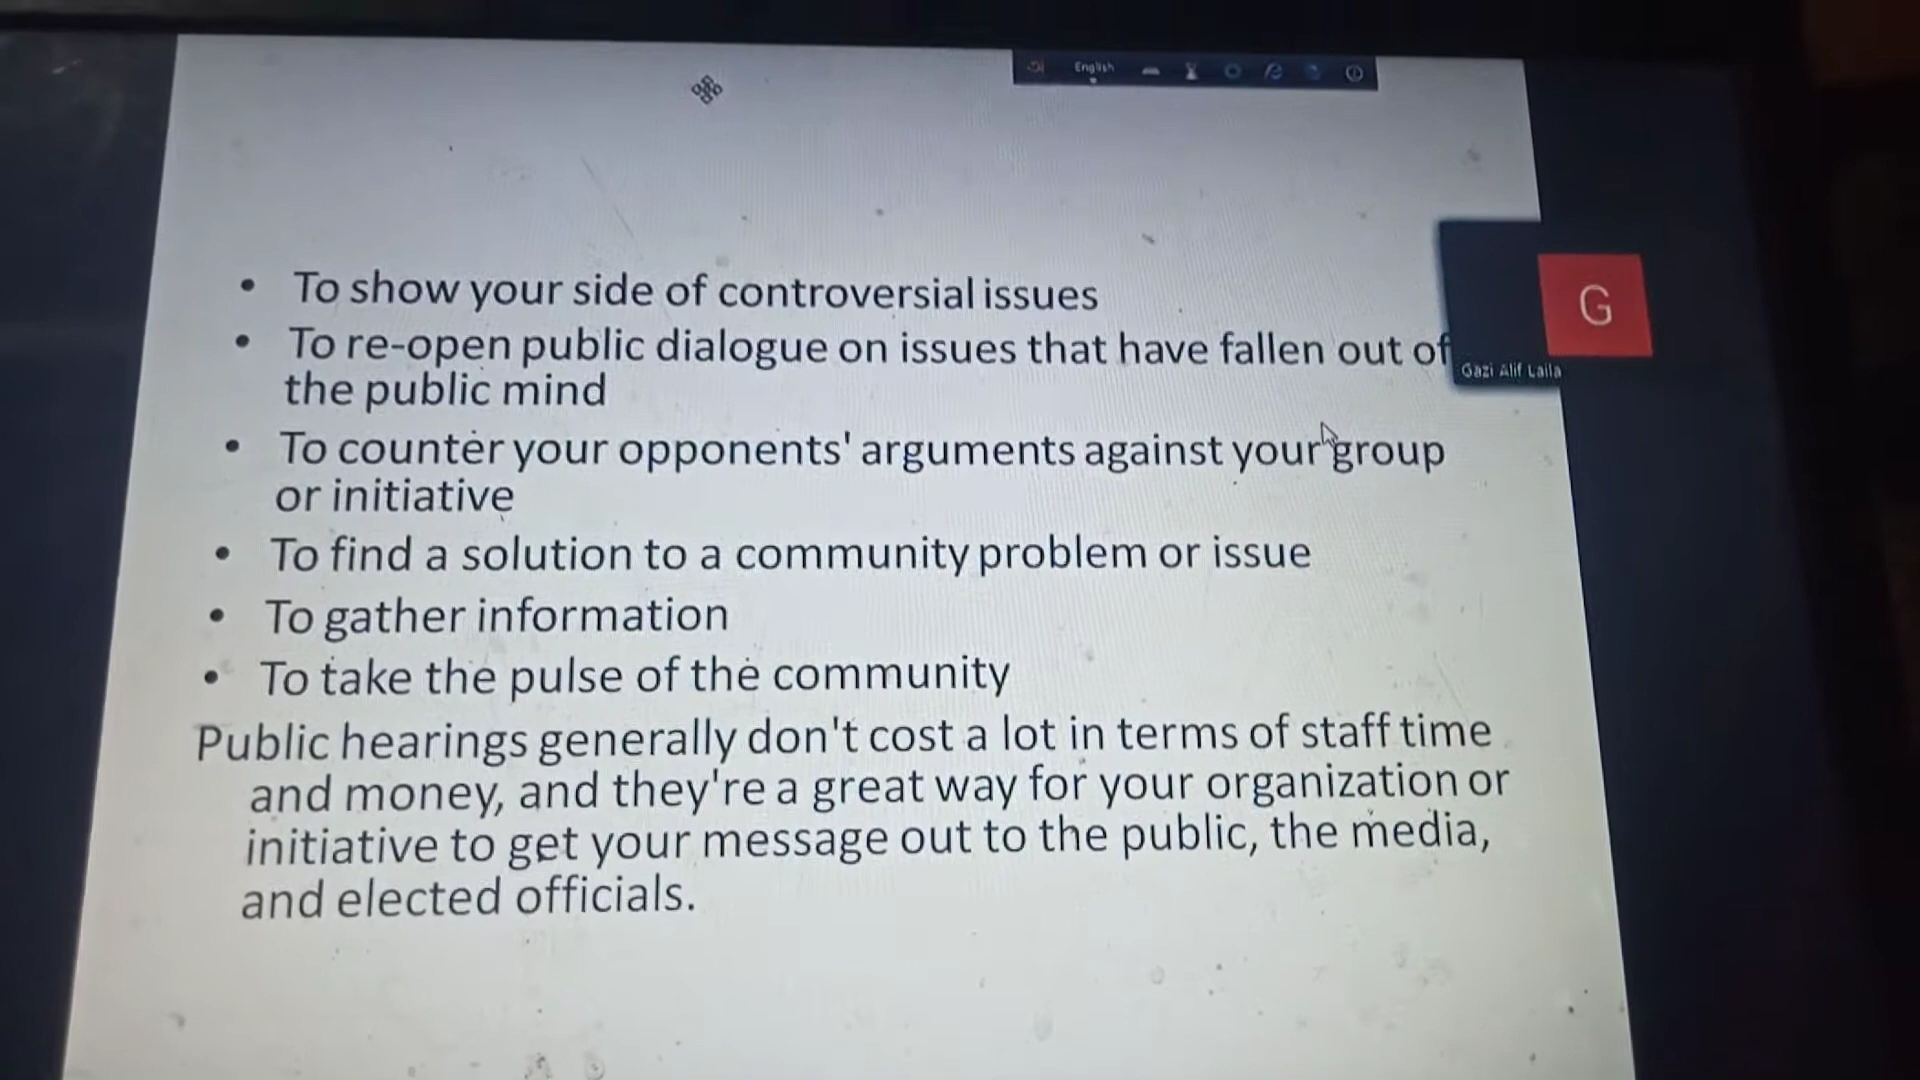 English
• To show your side of controversial issues
• To re-open public dialogue on issues that have fallen out of
the public mind
G
Gazi Alif Laila
• To counter your opponents' arguments against your group
or initiative
• To find a solution to a community problem or issue
• To gather information
• To take the pulse of the community
Public hearings generally don't cost a lot in terms of staff time
and money, and they're a great way for your organization or
initiative to get your message out to the public, the media,
and elected officials.